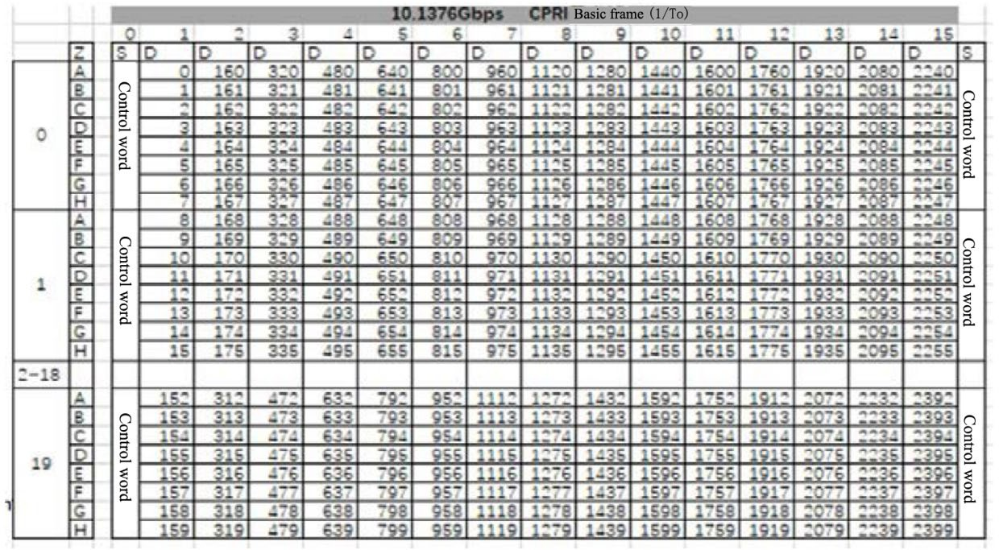 10.1376Gbps CPRI Basic frame (1/To)
0 1 2 3 4 5 6 7 8 9 10 11 12 13 14 15
Z S D D D D D D D D D D D D D D D S
0 Control word Control word
A 0 160 320 480 640 800 960 1120 1280 1440 1600 1760 1920 2080 2240
B 1 161 321 481 641 801 961 1121 1281 1441 1601 1761 1921 2081 2241
C 2 162 322 482 642 802 962 1122 1282 1442 1602 1762 1922 2082 2242
D 3 163 323 483 643 803 963 1123 1283 1443 1603 1763 1923 2083 2243
E 4 164 324 484 644 804 964 1124 1284 1444 1604 1764 1924 2084 2244
F 5 165 325 485 645 805 965 1125 1285 1445 1605 1765 1925 2085 2245
G 6 166 326 486 646 806 966 1126 1286 1446 1606 1766 1926 2086 2246
H 7 167 327 487 647 807 967 1127 1287 1447 1607 1767 1927 2087 2247
1 Control word Control word
A 8 168 328 488 648 808 968 1128 1288 1448 1608 1768 1928 2088 2248
B 9 169 329 489 649 809 969 1129 1289 1449 1609 1769 1929 2089 2249
C 10 170 330 490 650 810 970 1130 1290 1450 1610 1770 1930 2090 2250
D 11 171 331 491 651 811 971 1131 1291 1451 1611 1771 1931 2091 2251
E 12 172 332 492 652 812 972 1132 1292 1452 1612 1772 1932 2092 2252
F 13 173 333 493 653 813 973 1133 1293 1453 1613 1773 1933 2093 2253
G 14 174 334 494 654 814 974 1134 1294 1454 1614 1774 1934 2094 2254
H 15 175 335 495 655 815 975 1135 1295 1455 1615 1775 1935 2095 2255
2-18
19 Control word Control word
A 152 312 472 632 792 952 1112 1272 1432 1592 1752 1912 2072 2232 2392
B 153 313 473 633 793 953 1113 1273 1433 1593 1753 1913 2073 2233 2393
C 154 314 474 634 794 954 1114 1274 1434 1594 1754 1914 2074 2234 2394
D 155 315 475 635 795 955 1115 1275 1435 1595 1755 1915 2075 2235 2395
E 156 316 476 636 796 956 1116 1276 1436 1596 1756 1916 2076 2236 2396
F 157 317 477 637 797 957 1117 1277 1437 1597 1757 1917 2077 2237 2397
G 158 318 478 638 798 958 1118 1278 1438 1598 1758 1918 2078 2238 2398
H 159 319 479 639 799 959 1119 1279 1439 1599 1759 1919 2079 2239 2399